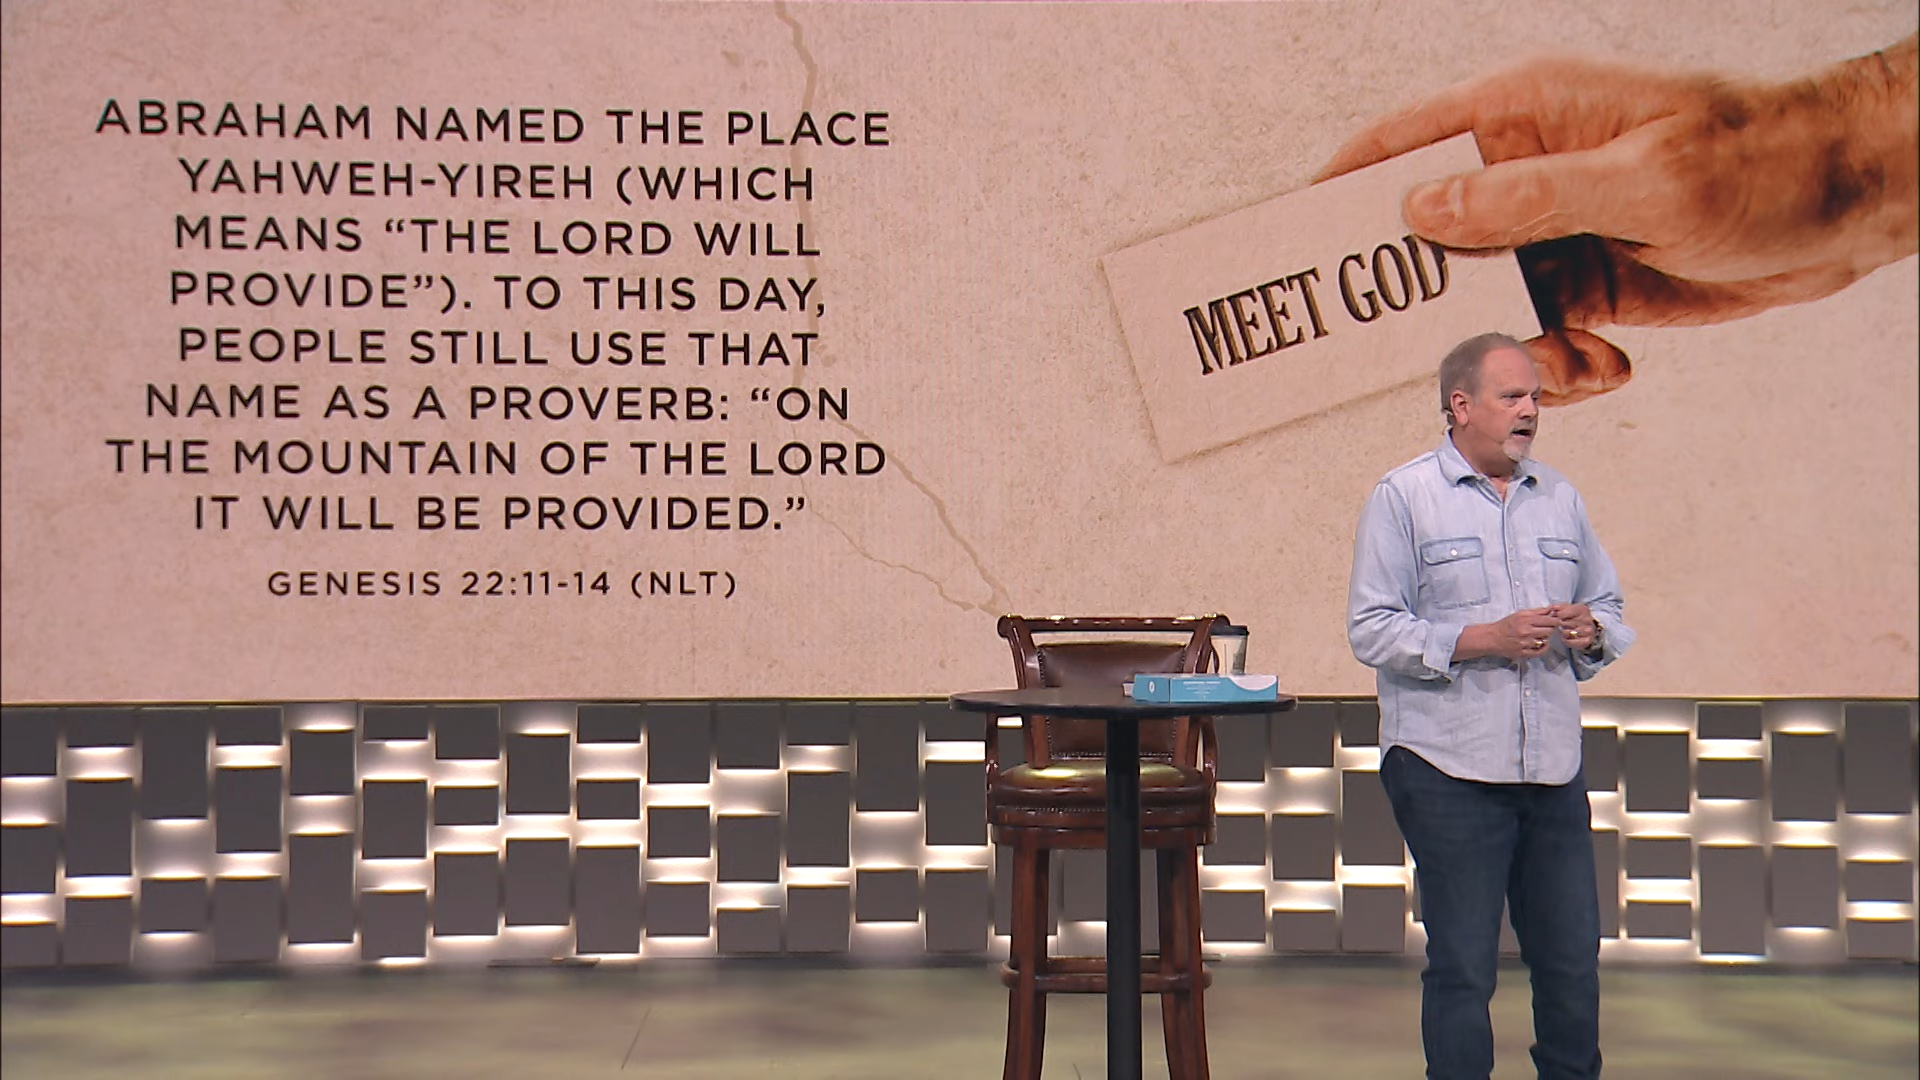 ABRAHAM NAMED THE PLACE
YAHWEH-YIREH (WHICH
MEANS “THE LORD WILL
PROVIDE”). TO THIS DAY,
PEOPLE STILL USE THAT
NAME AS A PROVERB: “ON
THE MOUNTAIN OF THE LORD
IT WILL BE PROVIDED.”
GENESIS 22:11-14 (NLT)
MEET GOD